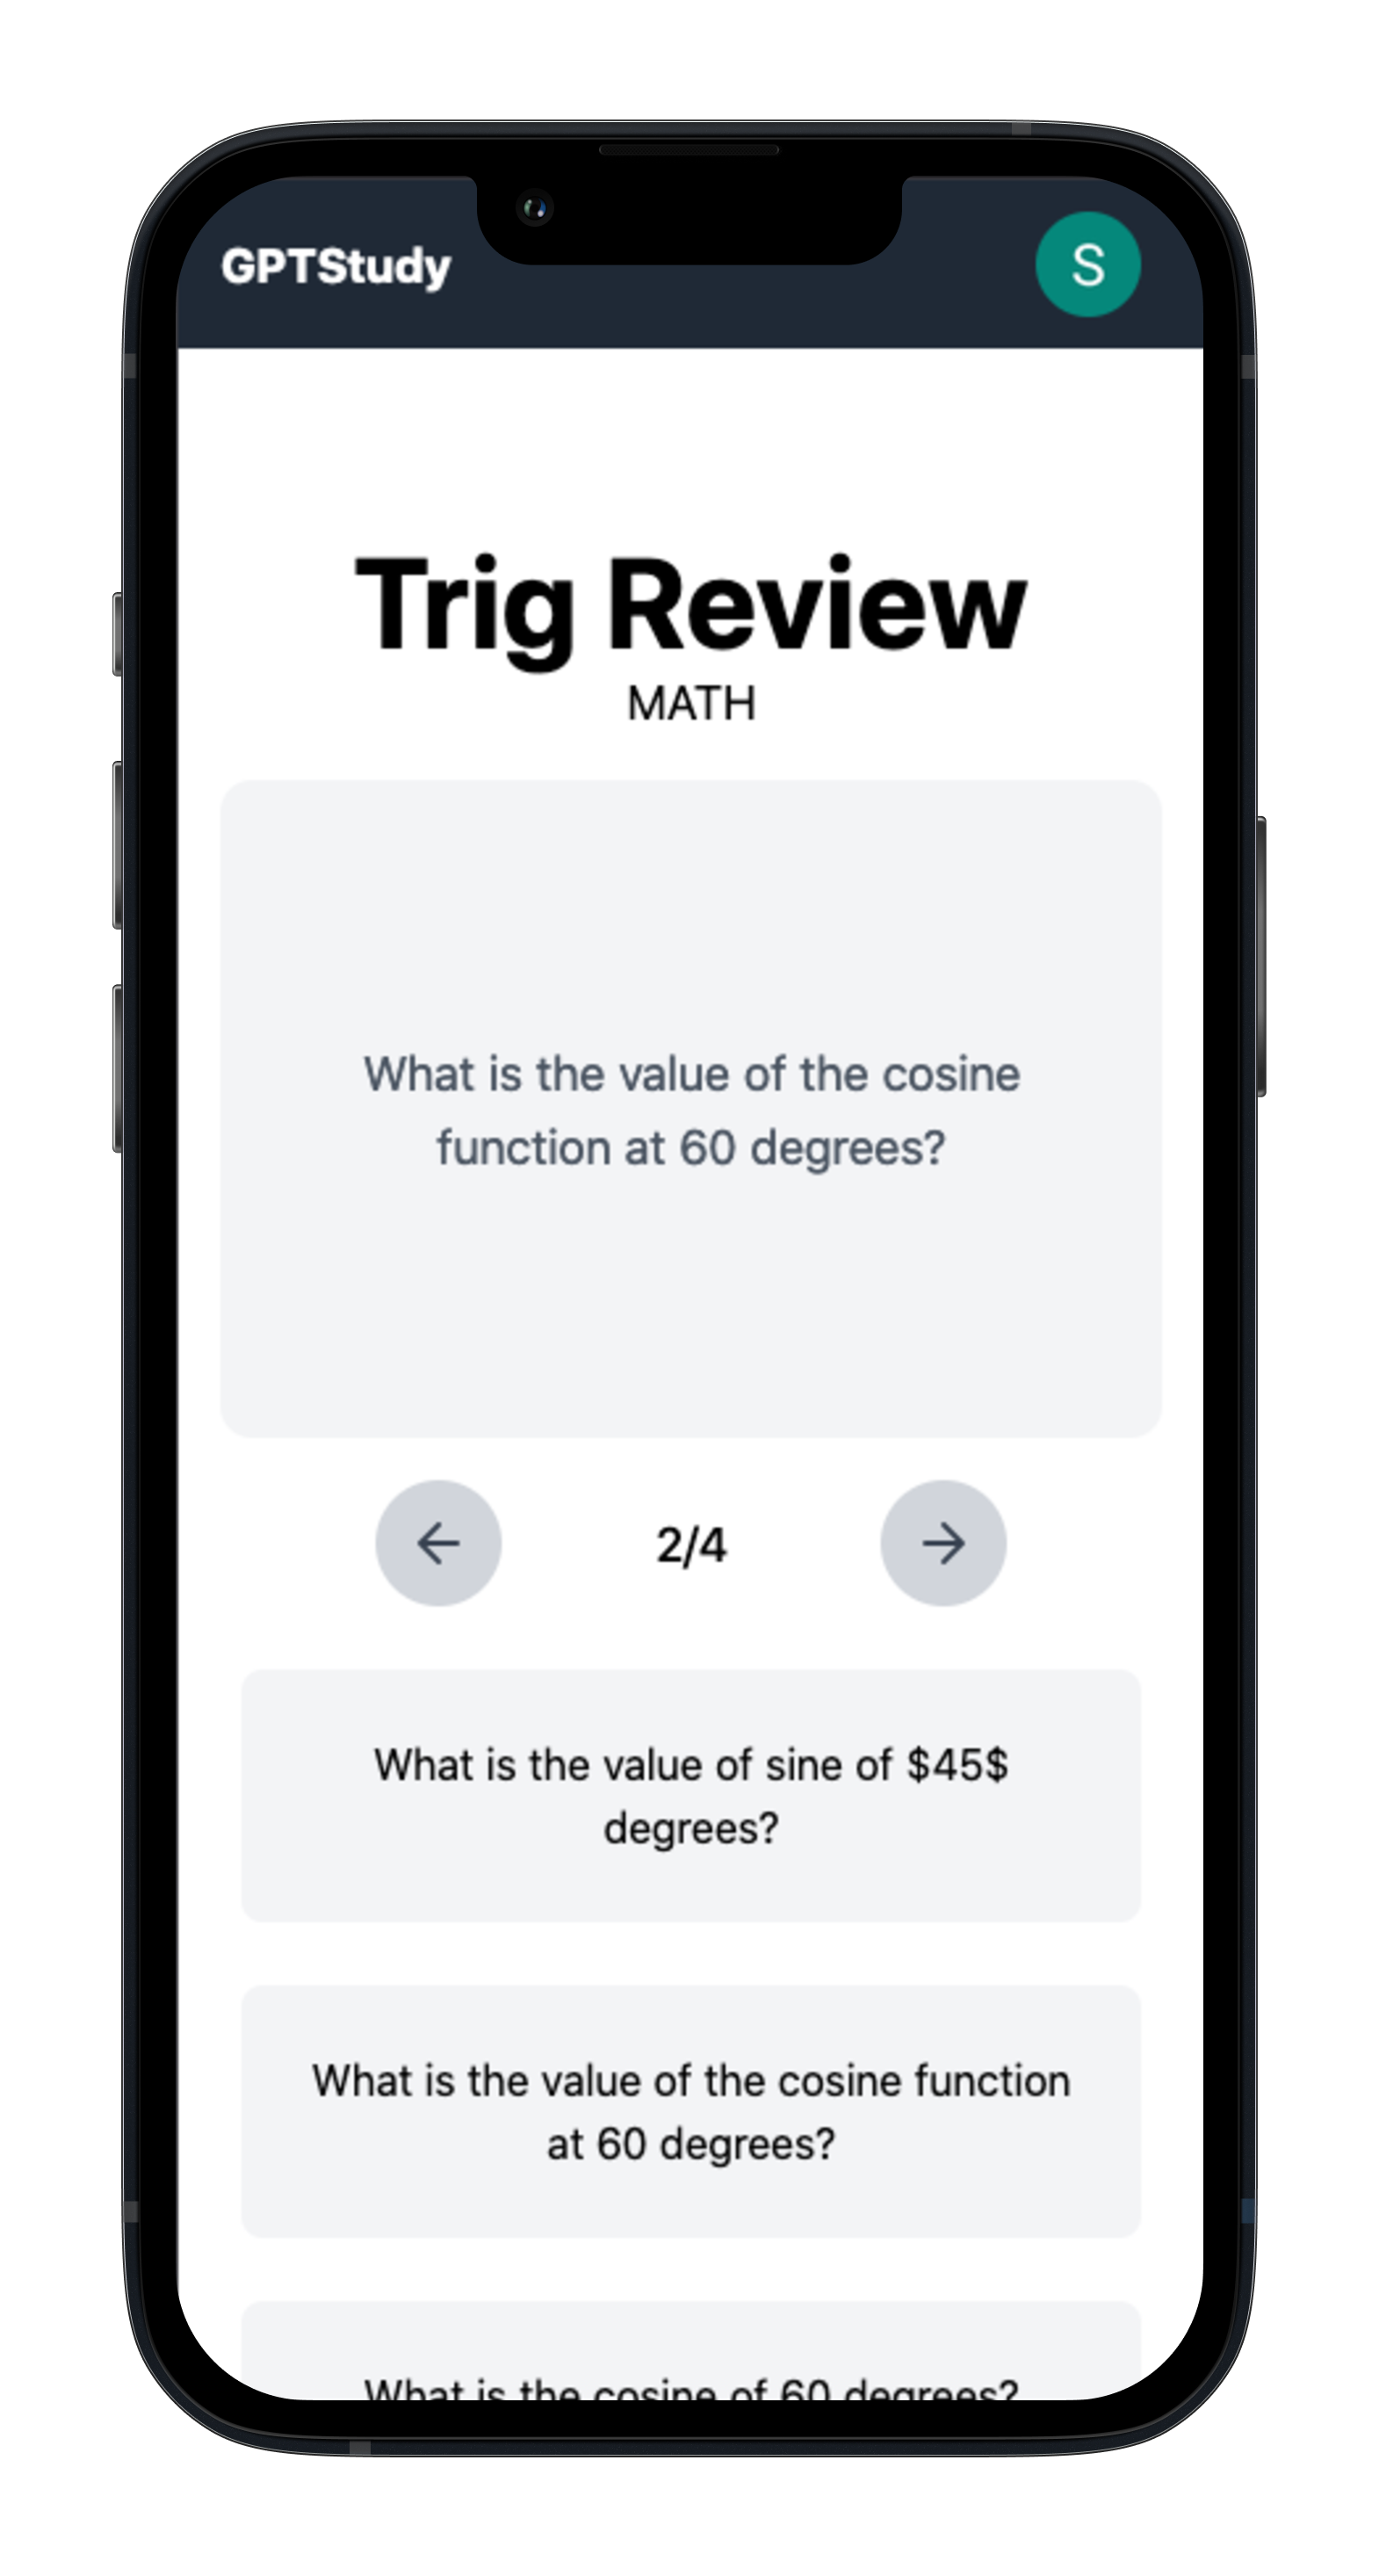 GPTStudy
S
Trig Review
MATH
What is the value of the cosine
function at 60 degrees?
2/4
What is the value of sine of $45$
degrees?
What is the value of the cosine function
at 60 degrees?
What is the cosine of 60 degrees?